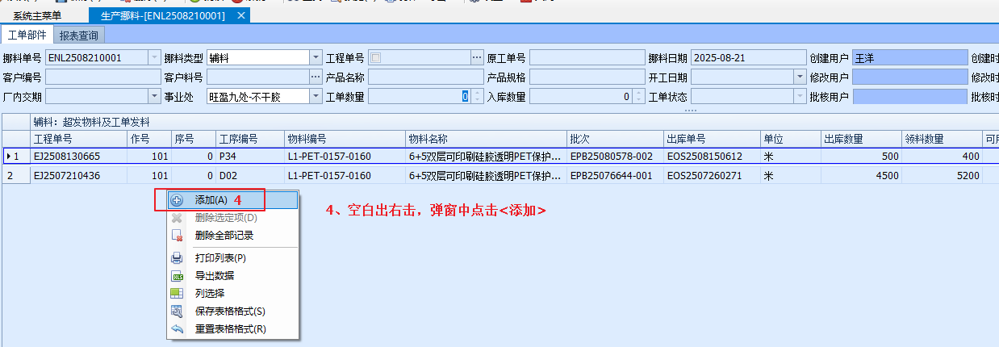 系统主菜单 生产挪料-[ENL2508210001]
工单部件 报表查询
挪料单号 ENL2508210001 挪料类型 辅料 工程单号 原工单号 挪料日期 2025-08-21 创建用户 王洋 创建时
客户编号 客户料号 产品名称 产品规格 开工日期 修改用户 修改时
厂内交期 事业处 旺盈九处-不干胶 工单数量 0 入库数量 0 工单状态 批核用户 批核时
辅料：超发物料及工单发料
工程单号 作号 序号 工序编号 物料编号 物料名称 批次 出库单号 单位 出库数量 领料数量 可用
1 EJ2508130665 101 0 P34 L1-PET-0157-0160 6+5双层可印刷硅胶透明PET保护... EPB25080578-002 EOS2508150612 米 500 400
2 EJ2507210436 101 0 D02 L1-PET-0157-0160 6+5双层可印刷硅胶透明PET保护... EPB25076644-001 EOS2507260271 米 4500 5200
添加(A) 4
4、空白出右击，弹窗中点击<添加>
删除选定项(D)
删除全部记录
打印列表(P)
导出数据
列选择
保存表格格式(S)
重置表格格式(R)